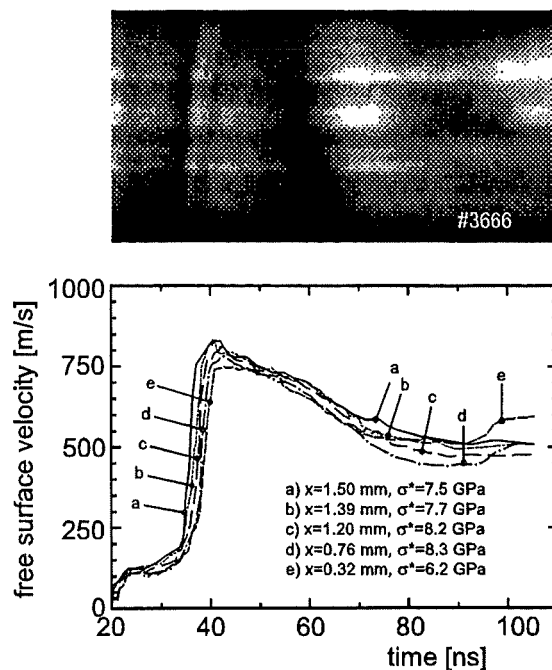 #3666
1000
750
500
250
0
free surface velocity [m/s]
20
40
60
80
100
time [ns]
e
d
c
b
a
a
b
c
d
e
a) x=1.50 mm, σ*=7.5 GPa
b) x=1.39 mm, σ*=7.7 GPa
c) x=1.20 mm, σ*=8.2 GPa
d) x=0.76 mm, σ*=8.3 GPa
e) x=0.32 mm, σ*=6.2 GPa